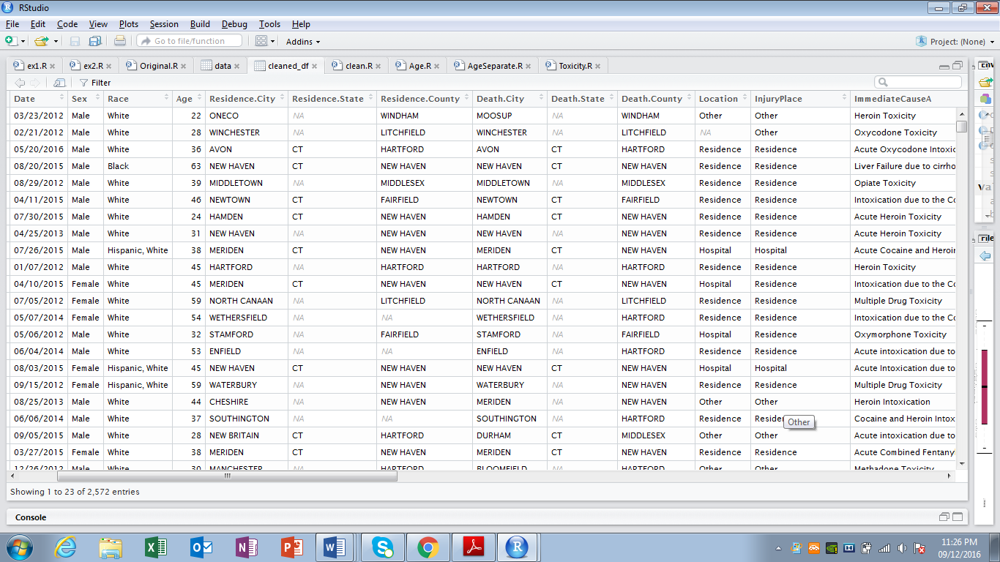 RStudio
File Edit Code View Plots Session Build Debug Tools Help
Go to file/function Addins Project: (None)
ex1.R ex2.R Original.R data cleaned_df clean.R Age.R AgeSeparate.R Toxicity.R
Filter
Date Sex Race Age Residence.City Residence.State Residence.County Death.City Death.State Death.County Location InjuryPlace ImmediateCauseA
03/23/2012 Male White 22 ONECO NA WINDHAM MOOSUP NA WINDHAM Other Other Heroin Toxicity
02/21/2012 Male White 28 WINCHESTER NA LITCHFIELD WINCHESTER NA LITCHFIELD NA Other Oxycodone Toxicity
05/20/2016 Male White 36 AVON CT HARTFORD AVON CT HARTFORD Residence Residence Acute Oxycodone Intoxic
08/20/2015 Male Black 63 NEW HAVEN CT NEW HAVEN NEW HAVEN CT NEW HAVEN Residence Residence Liver Failure due to cirrho
08/29/2012 Male White 39 MIDDLETOWN NA MIDDLESEX MIDDLETOWN NA MIDDLESEX Residence Residence Opiate Toxicity
04/11/2015 Male White 46 NEWTOWN CT FAIRFIELD NEWTOWN CT FAIRFIELD Residence Residence Intoxication due to the Co
07/30/2015 Male White 24 HAMDEN CT NEW HAVEN HAMDEN CT NEW HAVEN Residence Residence Acute Heroin Toxicity
04/25/2013 Male White 31 NEW HAVEN NA NEW HAVEN NEW HAVEN NA NEW HAVEN Residence Residence Acute Heroin Toxicity
07/26/2015 Male Hispanic, White 38 MERIDEN CT NEW HAVEN MERIDEN CT NEW HAVEN Hospital Hospital Acute Cocaine and Heroin
01/07/2012 Male White 45 HARTFORD NA HARTFORD HARTFORD NA HARTFORD Residence Residence Heroin Toxicity
04/10/2015 Female White 45 MERIDEN CT NEW HAVEN NEW HAVEN CT NEW HAVEN Hospital Residence Intoxication due to the Co
07/05/2012 Female White 59 NORTH CANAAN NA LITCHFIELD NORTH CANAAN NA LITCHFIELD Residence Residence Multiple Drug Toxicity
05/07/2014 Female White 54 WETHERSFIELD NA NA WETHERSFIELD NA HARTFORD Residence Residence Intoxication due to the Co
05/06/2012 Male White 32 STAMFORD NA FAIRFIELD STAMFORD NA FAIRFIELD Hospital Residence Oxymorphone Toxicity
06/04/2014 Male White 53 ENFIELD NA NA ENFIELD NA HARTFORD Residence Residence Acute intoxication due to
08/03/2015 Female Hispanic, White 45 NEW HAVEN CT NEW HAVEN NEW HAVEN CT NEW HAVEN Hospital Hospital Acute Intoxication due to
09/15/2012 Female Hispanic, White 59 WATERBURY NA NEW HAVEN WATERBURY NA NEW HAVEN Residence Residence Multiple Drug Toxicity
08/25/2013 Male White 44 CHESHIRE NA NEW HAVEN MERIDEN NA NEW HAVEN Other Other Heroin Intoxication
06/06/2014 Male White 37 SOUTHINGTON NA NA SOUTHINGTON NA HARTFORD Residence Reside Other Cocaine and Heroin Intox
09/05/2015 Male White 28 NEW BRITAIN CT HARTFORD DURHAM CT MIDDLESEX Other Other Acute intoxication due to
03/27/2015 Female White 38 MERIDEN CT NEW HAVEN MERIDEN CT NEW HAVEN Residence Residence Acute Combined Fentany
12/26/2012 Male White 30 MANCHESTER NA HARTFORD BLOOMFIELD NA HARTFORD Other Other Methadone Toxicity
Showing 1 to 23 of 2,572 entries
Console
11:26 PM
09/12/2016